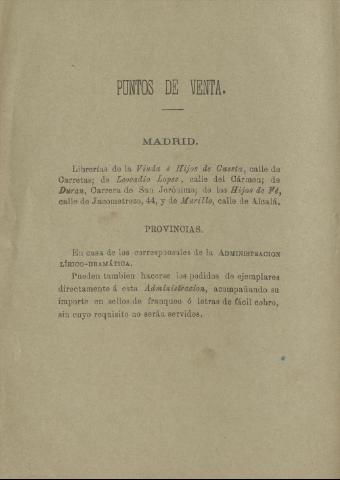 PUNTOS DE VENTA.
MADRID.
Librerías de la Viuda é Hijos de Cuesta, calle de
Carretas; de Leocadio Lopez, calle del Cármen; de
Duran, Carrera de San Jerónimo; de los Hijos de Fé,
calle de Jacometrezo, 44, y de Murillo, calle de Alcalá.
PROVINCIAS.
En casa de los corresponsales de la ADMINISTRACION
LÍRICO-DRAMÁTICA.
Pueden tambien hacerse los pedidos de ejemplares
directamente á esta Administracion, acompañando su
importe en sellos de franqueo ó letras de fácil cobro,
sin cuyo requisito no serán servidos.